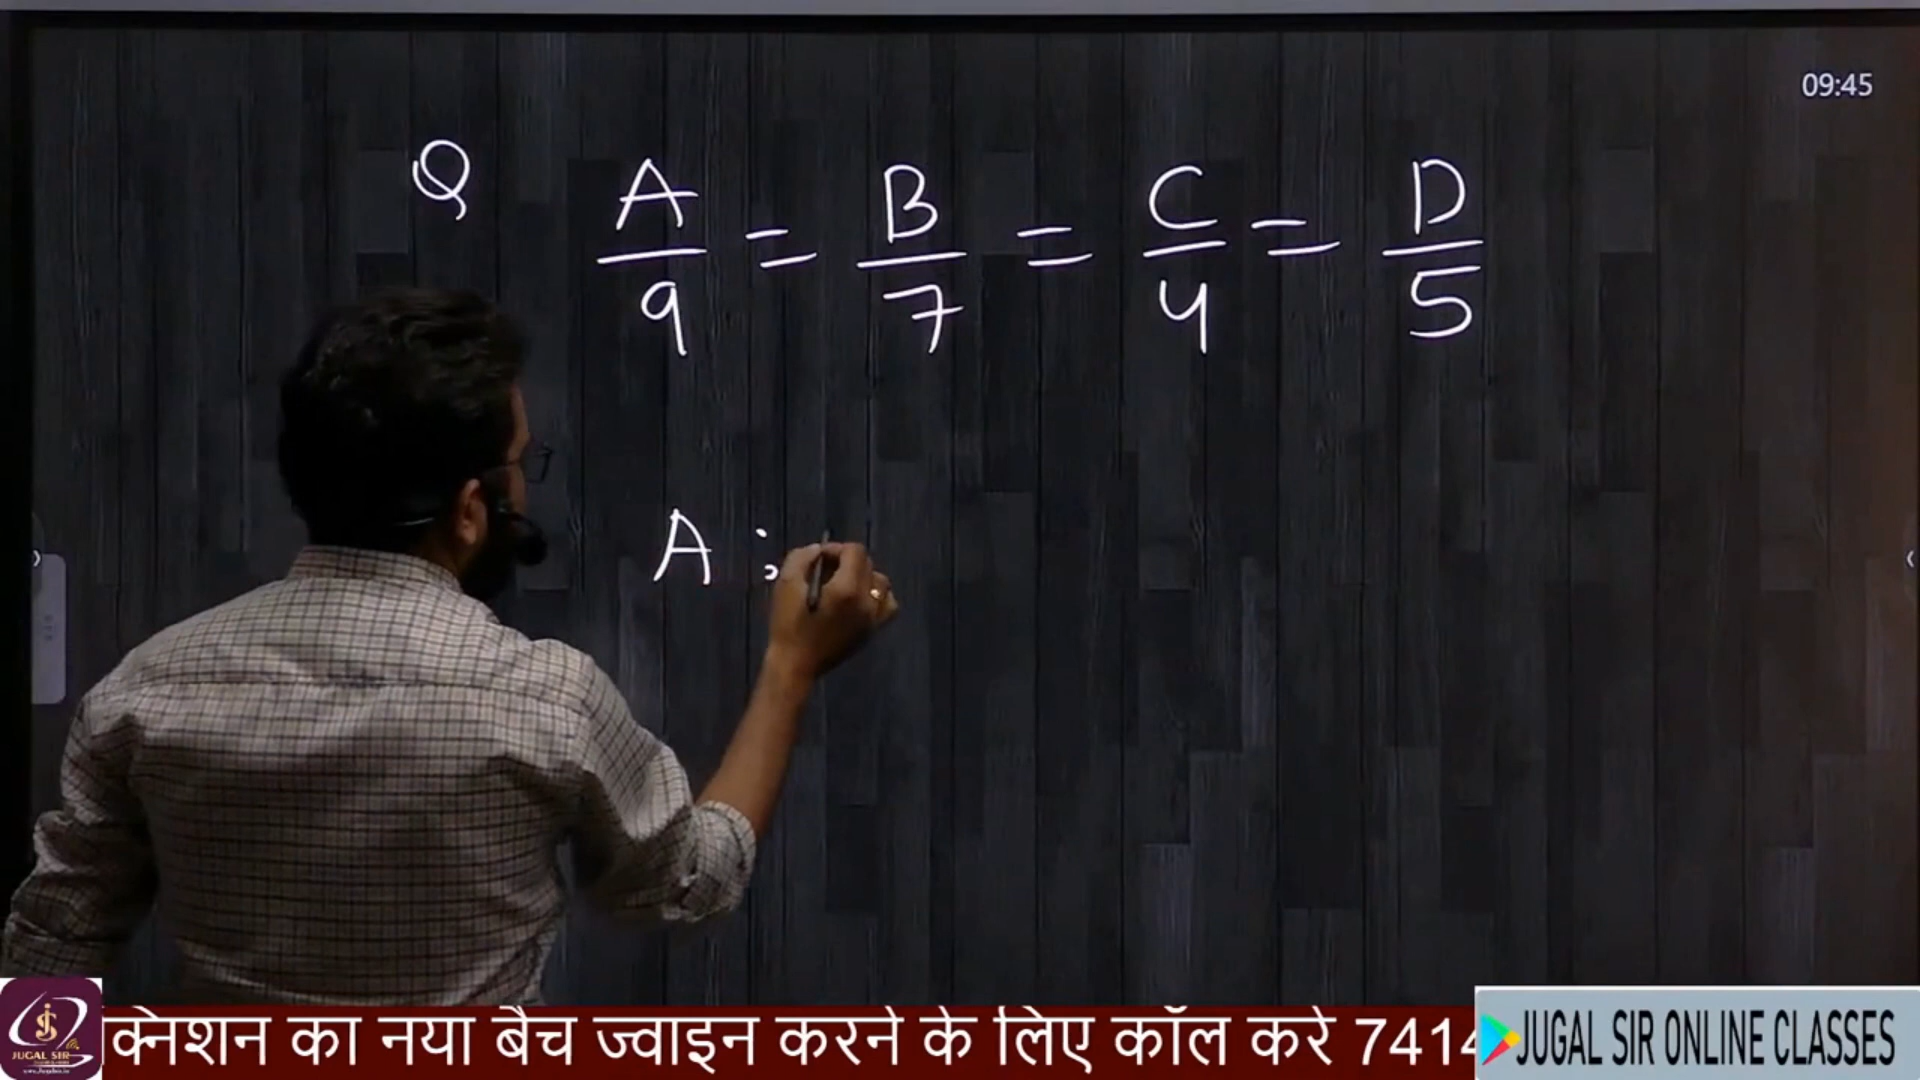 09:45
Q A/9 = B/7 = C/4 = D/5
A :
JUGAL SIR
क्निशन का नया बैच ज्वाइन करने के लिए कॉल करे 7414
JUGAL SIR ONLINE CLASSES